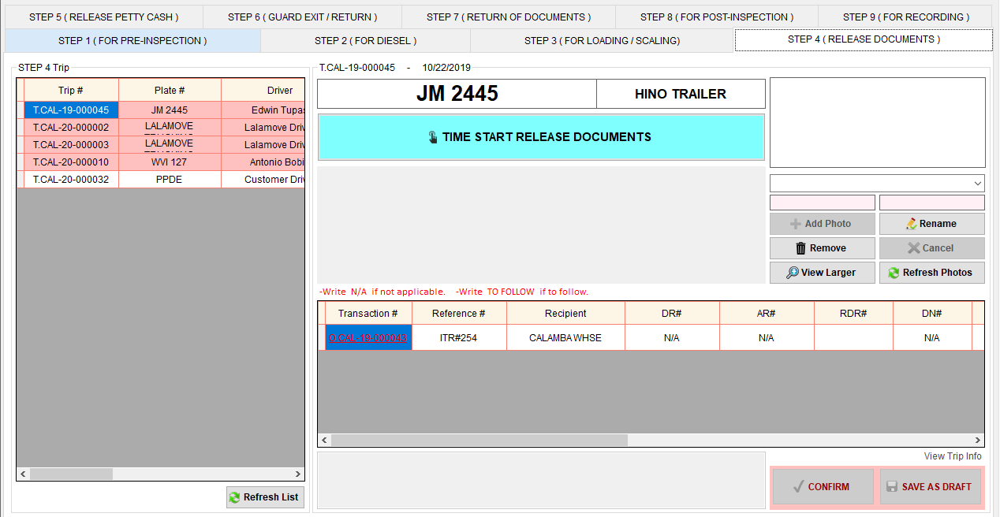 STEP 5 ( RELEASE PETTY CASH ) STEP 6 ( GUARD EXIT / RETURN ) STEP 7 ( RETURN OF DOCUMENTS ) STEP 8 ( FOR POST-INSPECTION ) STEP 9 ( FOR RECORDING )
STEP 1 ( FOR PRE-INSPECTION ) STEP 2 ( FOR DIESEL ) STEP 3 ( FOR LOADING / SCALING) STEP 4 ( RELEASE DOCUMENTS )
STEP 4 Trip
Trip # Plate # Driver
T.CAL-19-000045 JM 2445 Edwin Tupas
T.CAL-20-000002 LALAMOVE Lalamove Driv
T.CAL-20-000003 LALAMOVE Lalamove Driv
T.CAL-20-000010 WVI 127 Antonio Bobi
T.CAL-20-000032 PPDE Customer Driv
Refresh List
T.CAL-19-000045 - 10/22/2019
JM 2445 HINO TRAILER
TIME START RELEASE DOCUMENTS
Add Photo Rename
Remove Cancel
View Larger Refresh Photos
-Write N/A if not applicable. -Write TO FOLLOW if to follow.
Transaction # Reference # Recipient DR# AR# RDR# DN#
O.CAL-19-000043 ITR#254 CALAMBA WHSE N/A N/A N/A
View Trip Info
CONFIRM SAVE AS DRAFT